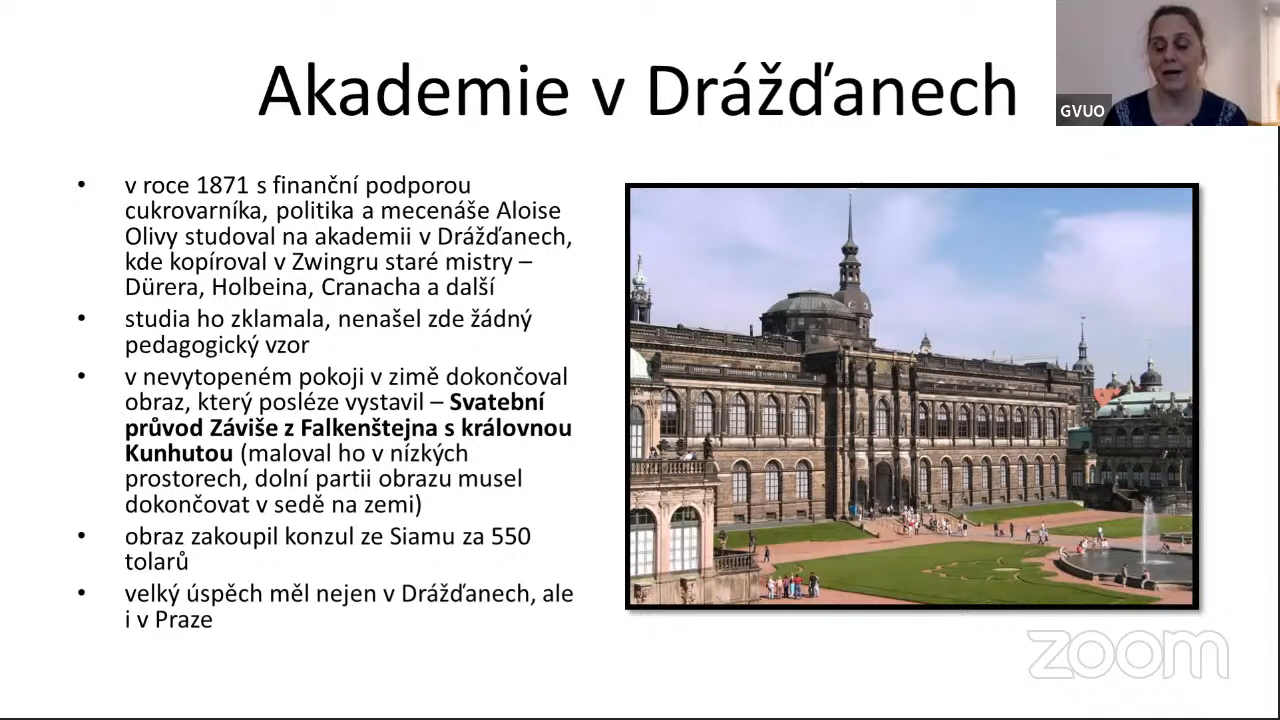 Akademie v Drážďanech
GVUO
• v roce 1871 s finanční podporou
cukrovarníka, politika a mecenáše Aloise
Olivy studoval na akademii v Drážďanech,
kde kopíroval v Zwingru staré mistry –
Dürera, Holbeina, Cranacha a další
• studia ho zklamala, nenašel zde žádný
pedagogický vzor
• v nevytopeném pokoji v zimě dokončoval
obraz, který posléze vystavil – Svatební
průvod Záviše z Falkenštejna s královnou
Kunhutou (maloval ho v nízkých
prostorech, dolní partii obrazu musel
dokončovat v sedě na zemi)
• obraz zakoupil konzul ze Siamu za 550
tolarů
• velký úspěch měl nejen v Drážďanech, ale
i v Praze
zoom